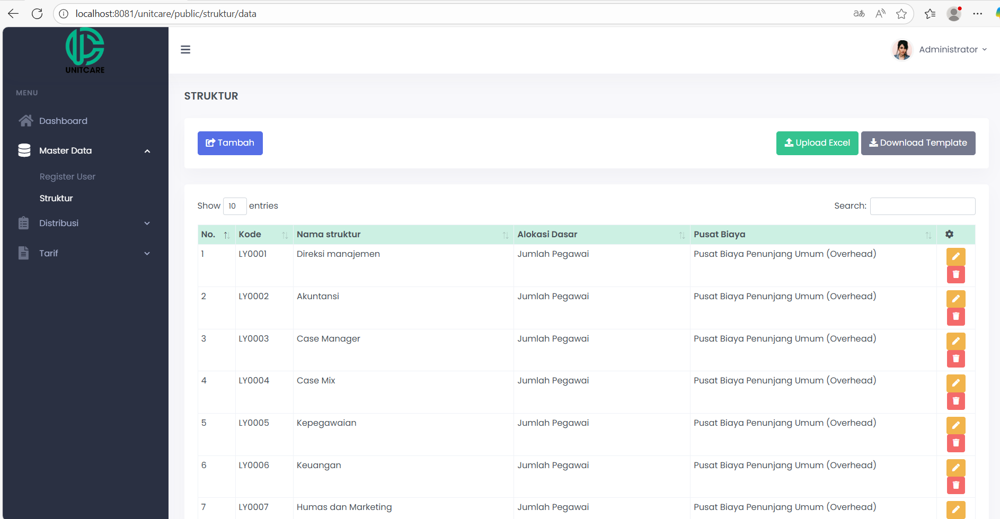 localhost:8081/unitcare/public/struktur/data
UNITCARE
Administrator
MENU
Dashboard
Master Data
Register User
Struktur
Distribusi
Tarif
STRUKTUR
Tambah
Upload Excel
Download Template
Show 10 entries
Search:
No. Kode Nama struktur Alokasi Dasar Pusat Biaya
1 LY0001 Direksi manajemen Jumlah Pegawai Pusat Biaya Penunjang Umum (Overhead)
2 LY0002 Akuntansi Jumlah Pegawai Pusat Biaya Penunjang Umum (Overhead)
3 LY0003 Case Manager Jumlah Pegawai Pusat Biaya Penunjang Umum (Overhead)
4 LY0004 Case Mix Jumlah Pegawai Pusat Biaya Penunjang Umum (Overhead)
5 LY0005 Kepegawaian Jumlah Pegawai Pusat Biaya Penunjang Umum (Overhead)
6 LY0006 Keuangan Jumlah Pegawai Pusat Biaya Penunjang Umum (Overhead)
7 LY0007 Humas dan Marketing Jumlah Pegawai Pusat Biaya Penunjang Umum (Overhead)